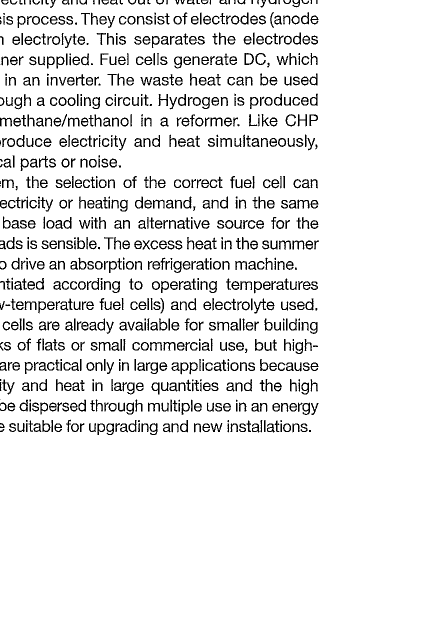 ectricity and heat out of water and hydrogen
sis process. They consist of electrodes (anode
n electrolyte. This separates the electrodes
ner supplied. Fuel cells generate DC, which
in an inverter. The waste heat can be used
ough a cooling circuit. Hydrogen is produced
methane/methanol in a reformer. Like CHP
produce electricity and heat simultaneously,
cal parts or noise.
em, the selection of the correct fuel cell can
ectricity or heating demand, and in the same
base load with an alternative source for the
ads is sensible. The excess heat in the summer
o drive an absorption refrigeration machine.
ntiated according to operating temperatures
w-temperature fuel cells) and electrolyte used.
cells are already available for smaller building
ks of flats or small commercial use, but high-
are practical only in large applications because
ity and heat in large quantities and the high
be dispersed through multiple use in an energy
e suitable for upgrading and new installations.